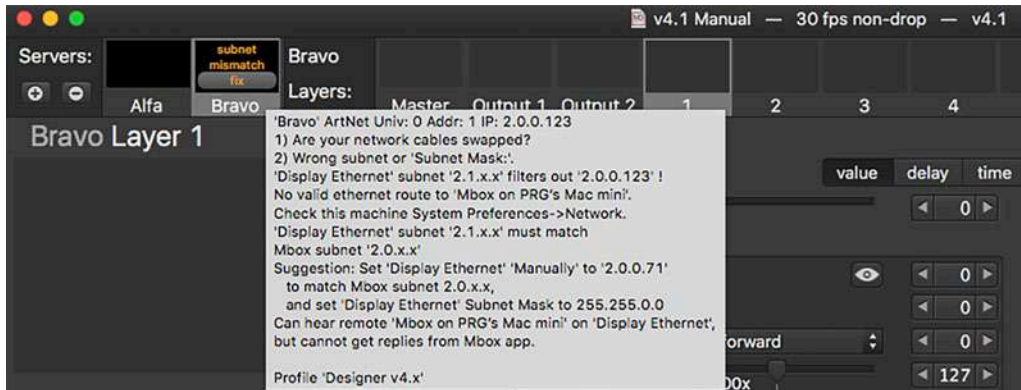 v4.1 Manual — 30 fps non-drop — v4.1
Servers:
subnet
mismatch
fix
Bravo
Layers:
Alfa
Bravo
Master
Output 1
Output 2
1
2
3
4
Bravo Layer 1
'Bravo' ArtNet Univ: 0 Addr: 1 IP: 2.0.0.123
1) Are your network cables swapped?
2) Wrong subnet or 'Subnet Mask:'.
'Display Ethernet' subnet '2.1.x.x' filters out '2.0.0.123' !
No valid ethernet route to 'Mbox on PRG's Mac mini'.
Check this machine System Preferences->Network.
'Display Ethernet' subnet '2.1.x.x' must match
Mbox subnet '2.0.x.x'
Suggestion: Set 'Display Ethernet' 'Manually' to '2.0.0.71'
to match Mbox subnet 2.0.x.x,
and set 'Display Ethernet' Subnet Mask to 255.255.0.0
Can hear remote 'Mbox on PRG's Mac mini' on 'Display Ethernet',
but cannot get replies from Mbox app.
Profile 'Designer v4.x'
value
delay
time
0
0
0
orward
0
00x
127